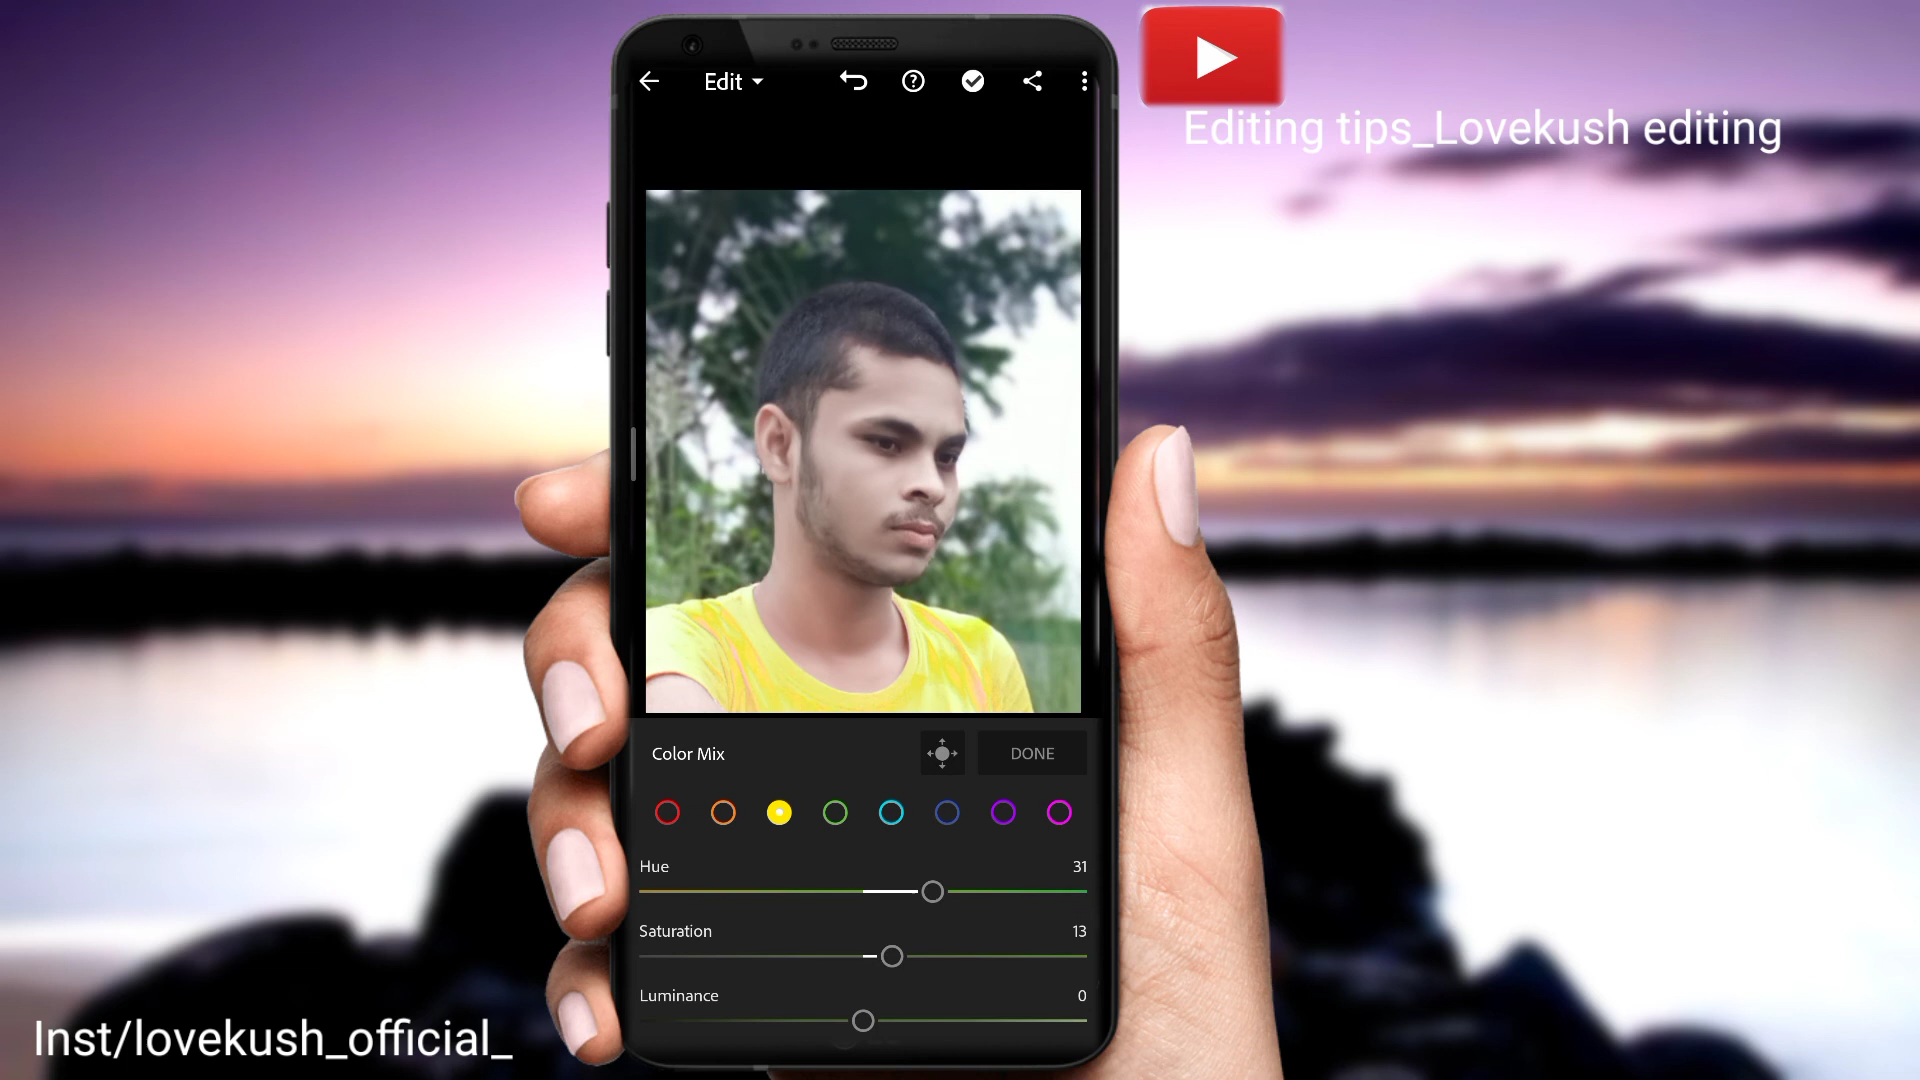 Edit
Editing tips_Lovekush editing
Color Mix
DONE
Hue 31
Saturation 13
Luminance 0
Inst/lovekush_official_